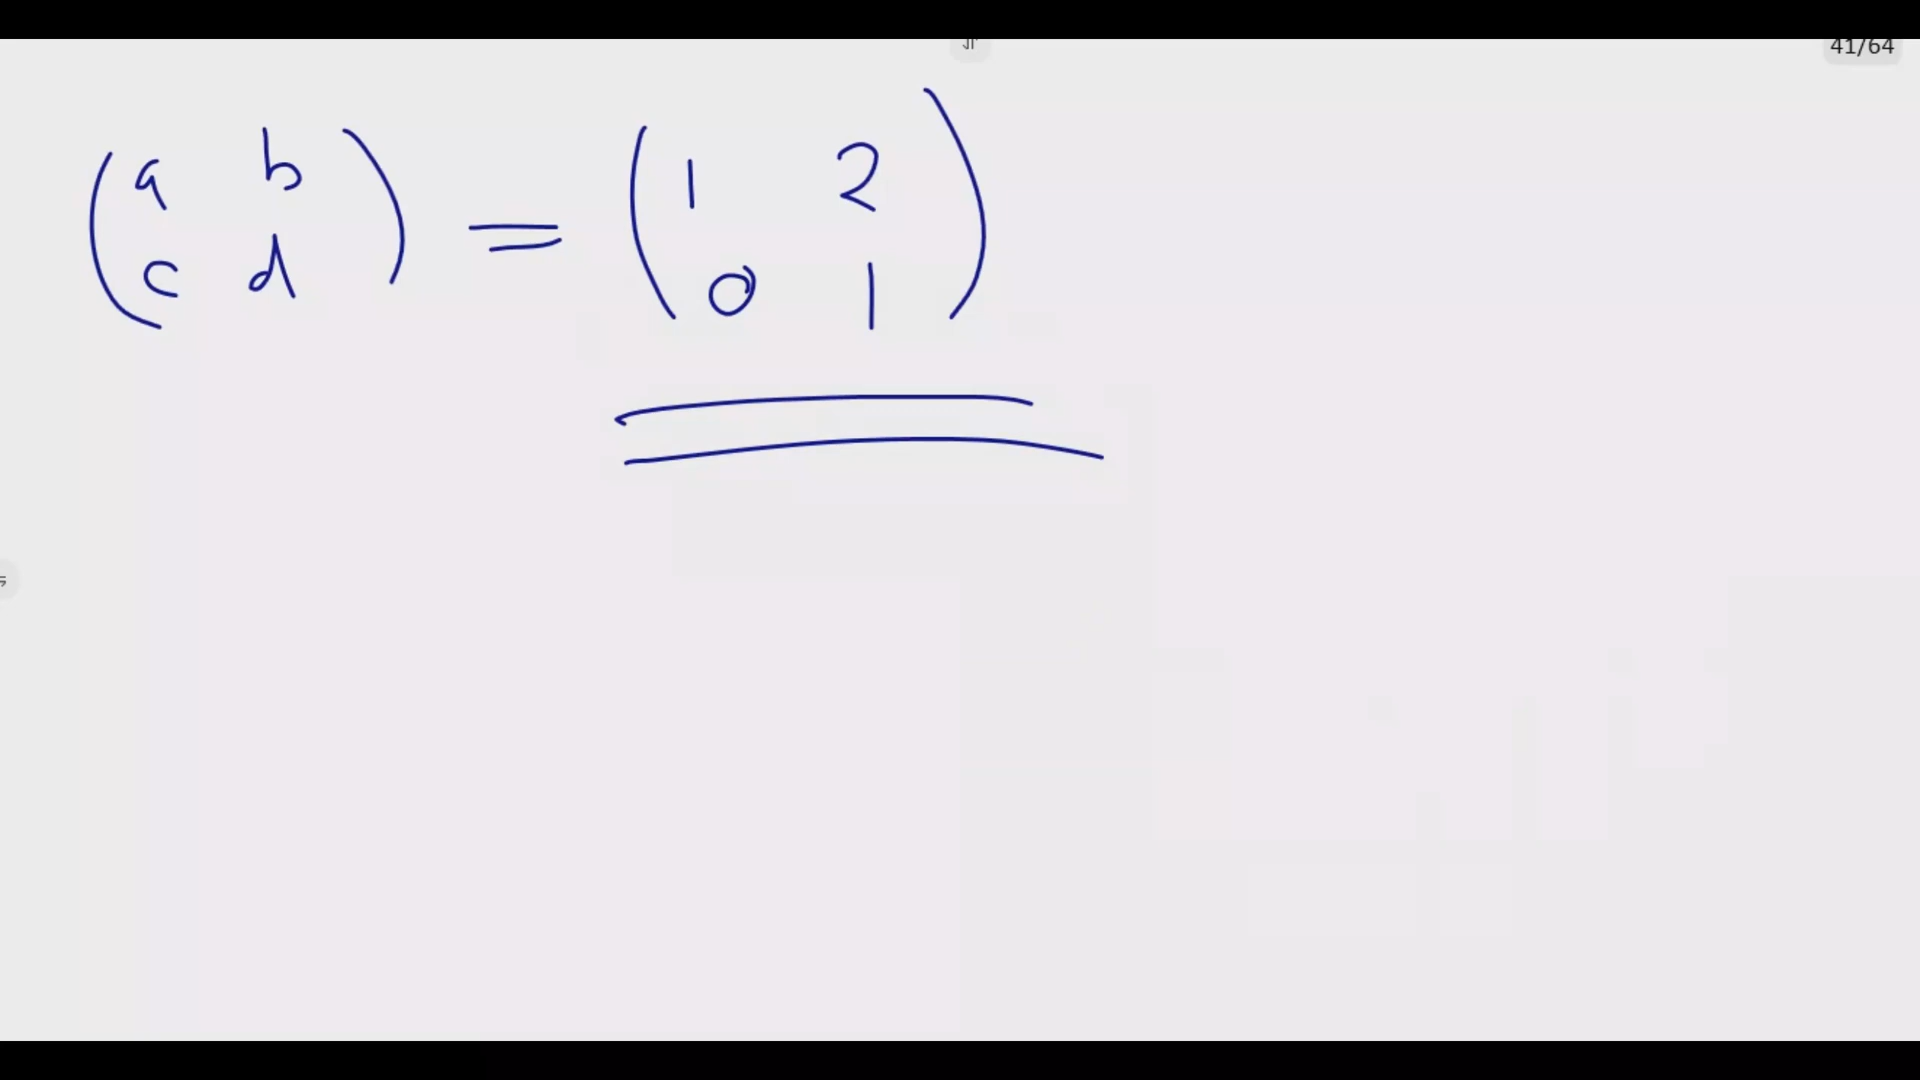 41/64
( a b ) = ( 1 2 )
( c d ) ( 0 1 )